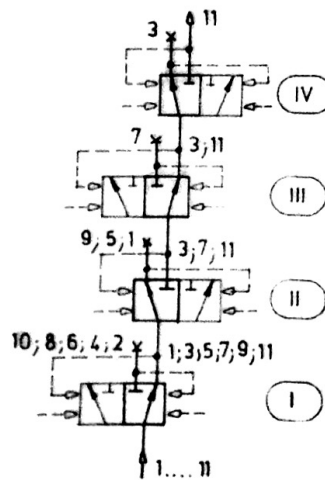 3 11
IV
7 3; 11
III
9; 5; 1 3; 7; 11
II
10; 8; 6; 4; 2 1; 3; 5; 7; 9; 11
I
1.... 11